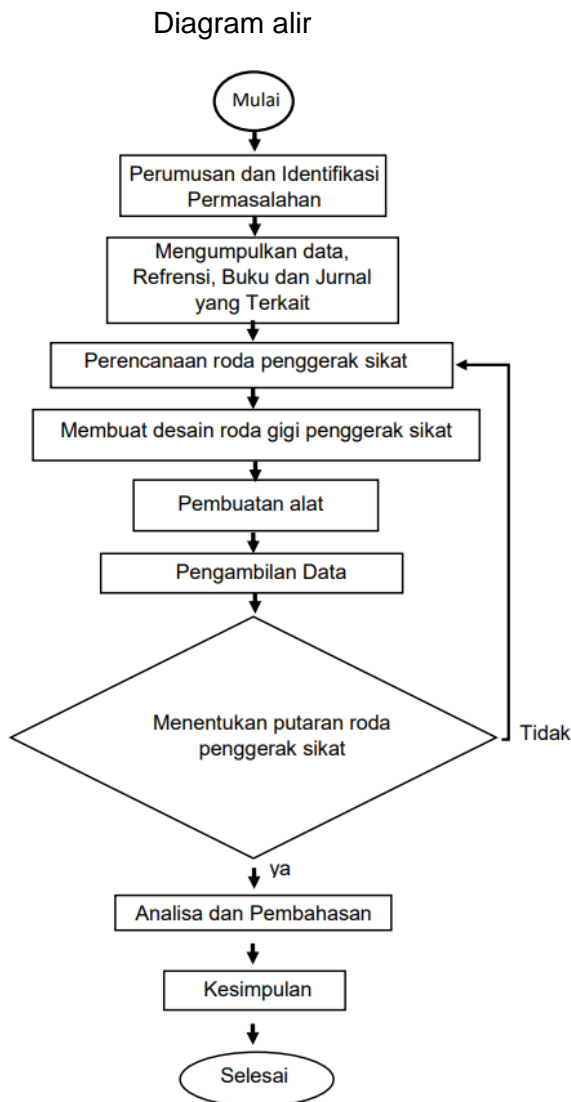 Diagram alir
Mulai
Perumusan dan Identifikasi
Permasalahan
Mengumpulkan data,
Refrensi, Buku dan Jurnal
yang Terkait
Perencanaan roda penggerak sikat
Membuat desain roda gigi penggerak sikat
Pembuatan alat
Pengambilan Data
Menentukan putaran roda
penggerak sikat
Tidak
ya
Analisa dan Pembahasan
Kesimpulan
Selesai